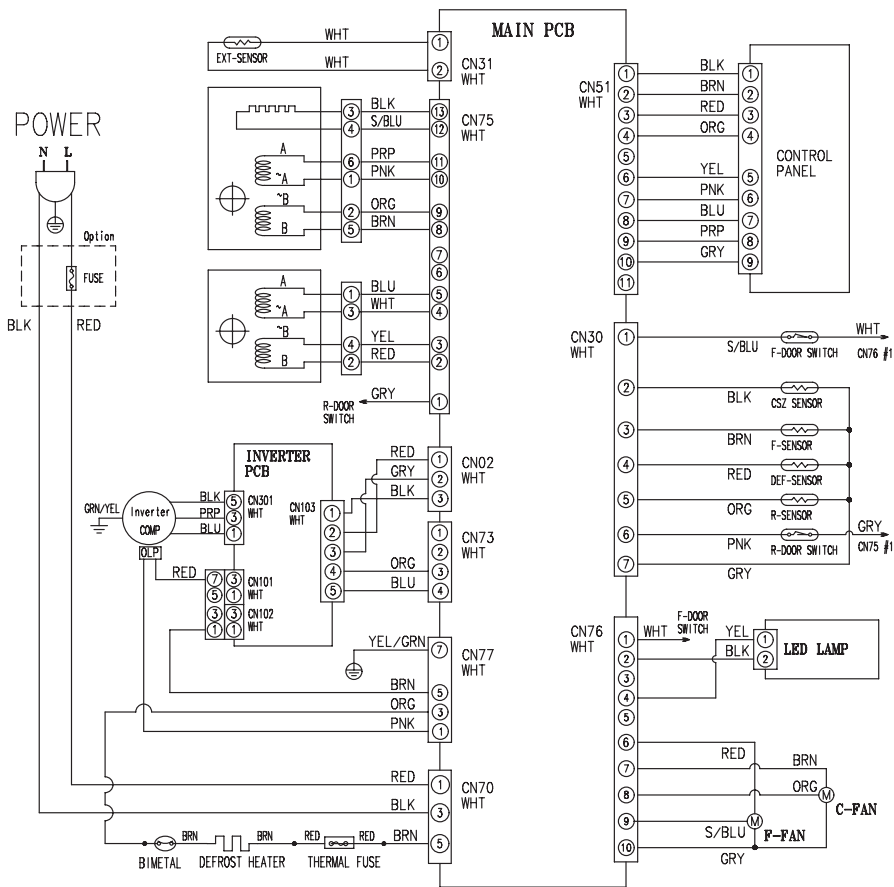 MAIN PCB
POWER
N L
Option
FUSE
BLK RED
EXT-SENSOR
WHT
WHT
1
2
CN31
WHT
3 BLK 13
4 S/BLU 12
CN75
WHT
A 6 PRP 11
~A 1 PNK 10
~B 2 ORG 9
B 5 BRN 8
7
6
A 1 BLU 5
~A 3 WHT 4
~B 4 YEL 3
B 2 RED 2
R-DOOR
SWITCH
GRY 1
INVERTER
PCB
RED 1
GRY 2
BLK 3
CN02
WHT
GRN/YEL
Inverter
COMP
OLP
BLK 5
PRP 3
BLU 1
CN301
WHT
CN103
WHT
1
2
3
4 ORG
5 BLU
1
2
3
4
CN73
WHT
RED 7 3
5 1
CN101
WHT
3 3
1 1
CN102
WHT
YEL/GRN 7
CN77
WHT
BRN 5
ORG 3
PNK 1
RED 1
CN70
WHT
BLK 3
BRN 5
BRN BRN RED RED
BIMETAL DEFROST HEATER THERMAL FUSE
CN51
WHT
1 BLK 1
2 BRN 2
3 RED 3
4 ORG 4
5
6 YEL 5
7 PNK 6
8 BLU 7
9 PRP 8
10 GRY 9
11
CONTROL
PANEL
CN30
WHT
1 S/BLU F-DOOR SWITCH WHT CN76 #1
2 BLK CSZ SENSOR
3 BRN F-SENSOR
4 RED DEF-SENSOR
5 ORG R-SENSOR
6 PNK R-DOOR SWITCH GRY CN75 #1
7 GRY
CN76
WHT
1 WHT
F-DOOR
SWITCH
2
3
4
5
6 RED
7 BRN
8 ORG
9 S/BLU
10 GRY
YEL 1
BLK 2
LED LAMP
M C-FAN
M F-FAN